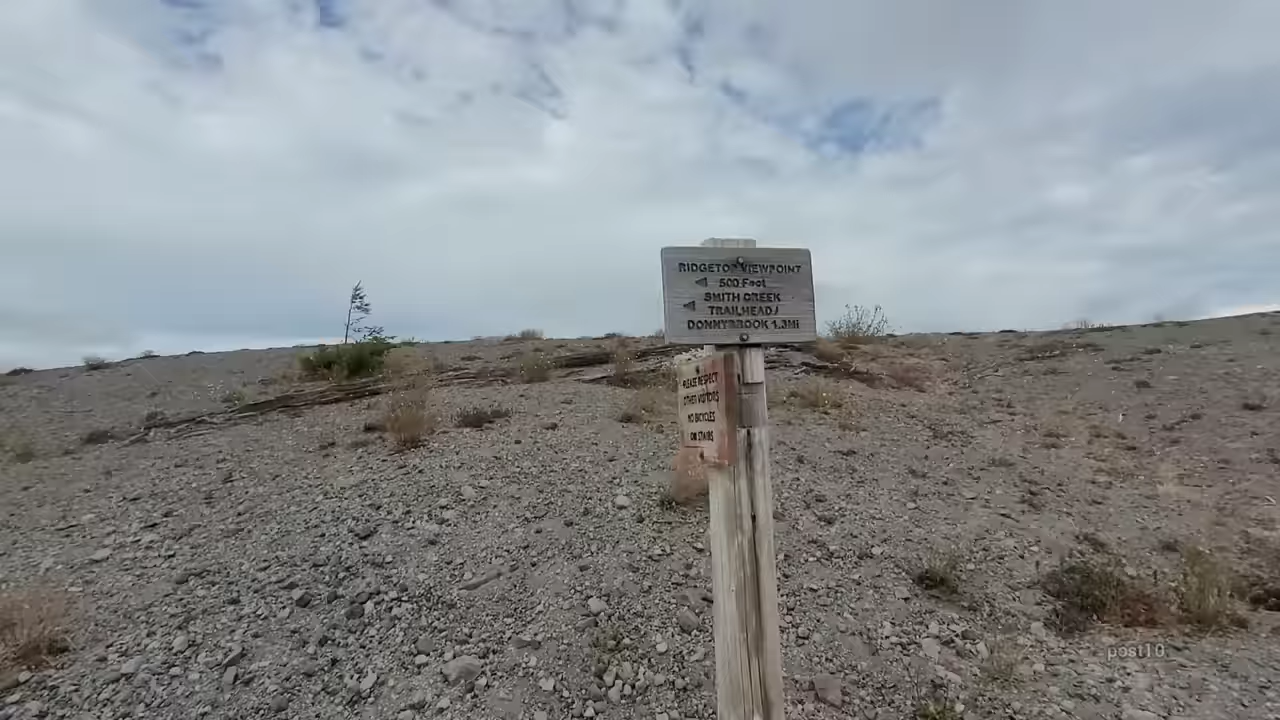 RIDGETOP VIEWPOINT
500 Feet
SMITH CREEK
TRAILHEAD/
DONNYBROOK 1.3MI
PLEASE RESPECT
OTHER VISITORS
NO BICYCLES
ON STAIRS
post10